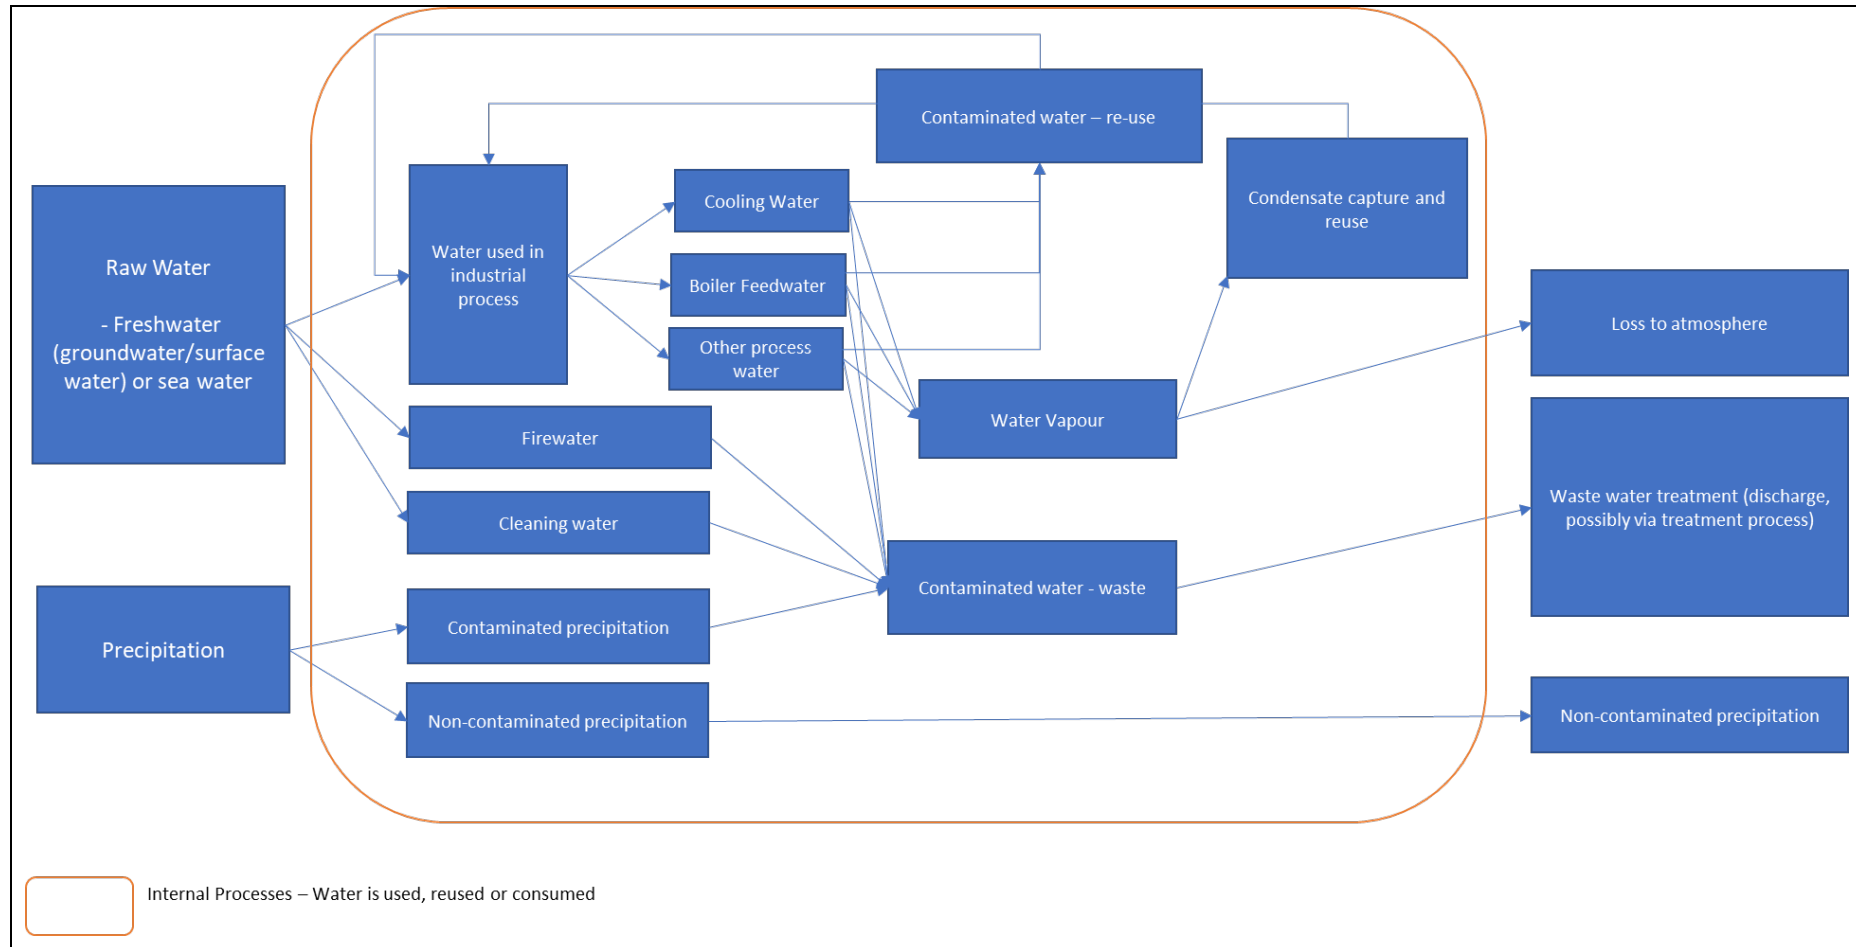 Contaminated water – re-use
Condensate capture and
reuse
Cooling Water
Water used in
industrial
process
Boiler Feedwater
Other process
water
Raw Water
- Freshwater
(groundwater/surface
water) or sea water
Loss to atmosphere
Water Vapour
Firewater
Cleaning water
Waste water treatment (discharge,
possibly via treatment process)
Contaminated water - waste
Precipitation
Contaminated precipitation
Non-contaminated precipitation
Non-contaminated precipitation
Internal Processes – Water is used, reused or consumed